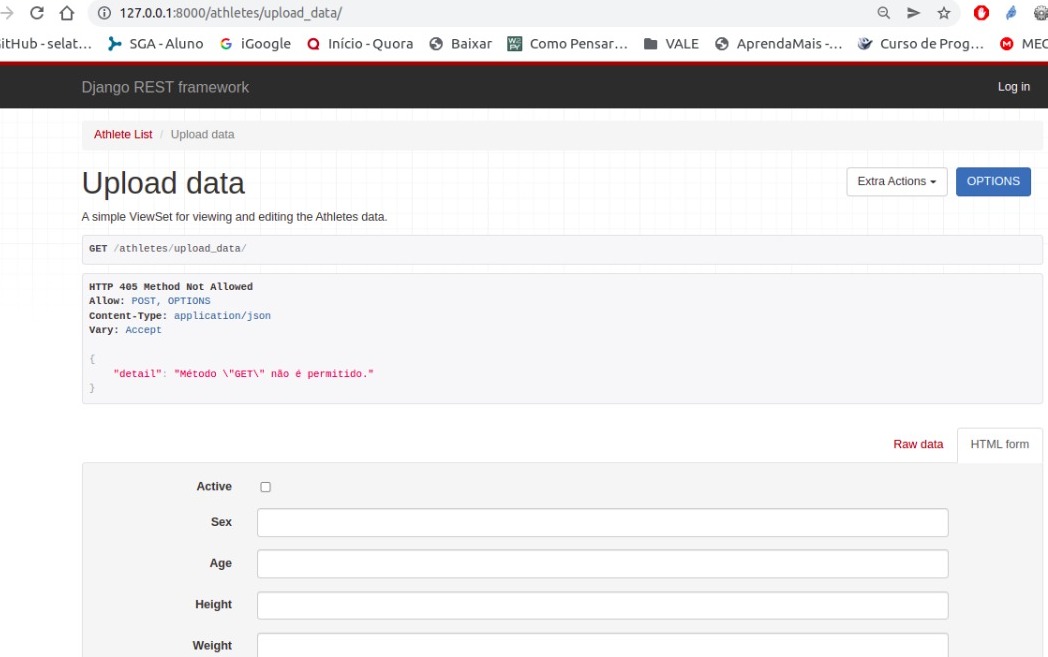 127.0.0.1:8000/athletes/upload_data/
itHub - selat... SGA - Aluno iGoogle Início - Quora Baixar Como Pensar... VALE AprendaMais -... Curso de Prog... MEC
Django REST framework Log in
Athlete List / Upload data
Upload data Extra Actions OPTIONS
A simple ViewSet for viewing and editing the Athletes data.
GET /athletes/upload_data/
HTTP 405 Method Not Allowed
Allow: POST, OPTIONS
Content-Type: application/json
Vary: Accept
{
"detail": "Método \"GET\" não é permitido."
}
Raw data HTML form
Active
Sex
Age
Height
Weight